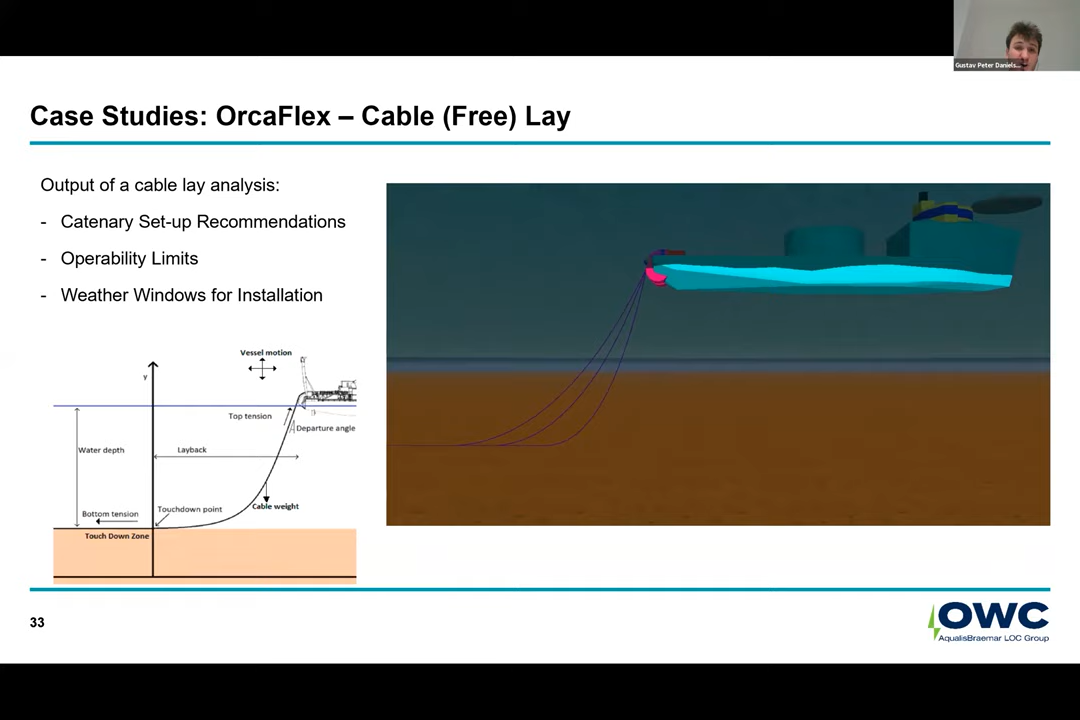 Gustav Peter Daniels...
Case Studies: OrcaFlex – Cable (Free) Lay
Output of a cable lay analysis:
- Catenary Set-up Recommendations
- Operability Limits
- Weather Windows for Installation
Vessel motion
y
Top tension
Departure angle
Water depth
Layback
Cable weight
Touchdown point
Bottom tension
Touch Down Zone
33
OWC
AqualisBraemar LOC Group